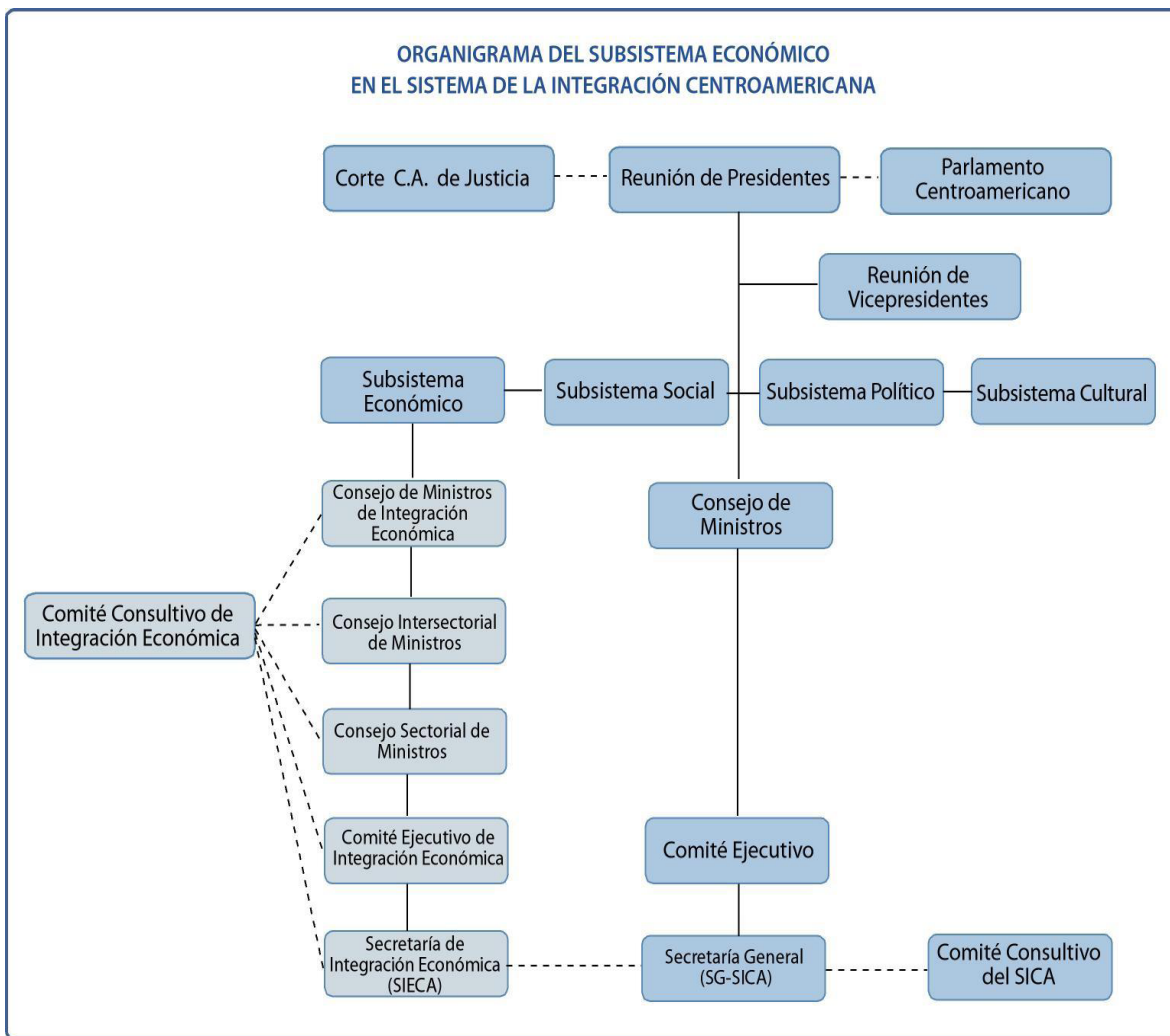 ORGANIGRAMA DEL SUBSISTEMA ECONÓMICO
EN EL SISTEMA DE LA INTEGRACIÓN CENTROAMERICANA
Corte C.A. de Justicia
Reunión de Presidentes
Parlamento
Centroamericano
Reunión de
Vicepresidentes
Subsistema
Económico
Subsistema Social
Subsistema Político
Subsistema Cultural
Consejo de Ministros
de Integración
Económica
Consejo de
Ministros
Comité Consultivo de
Integración Económica
Consejo Intersectorial
de Ministros
Consejo Sectorial de
Ministros
Comité Ejecutivo de
Integración Económica
Comité Ejecutivo
Secretaría de
Integración Económica
(SIECA)
Secretaría General
(SG-SICA)
Comité Consultivo
del SICA